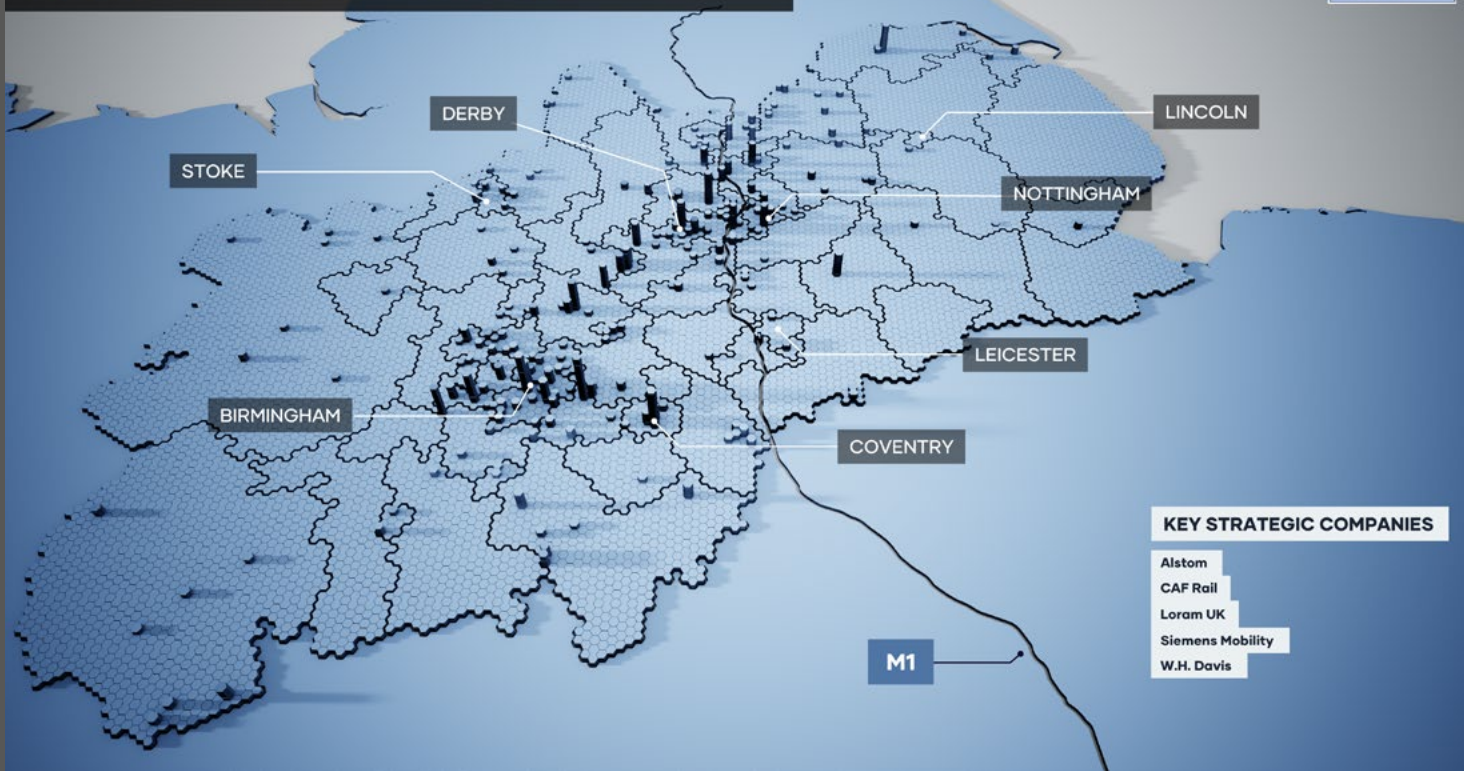 DERBY
LINCOLN
STOKE
NOTTINGHAM
LEICESTER
BIRMINGHAM
COVENTRY
KEY STRATEGIC COMPANIES
Alstom
CAF Rail
Loram UK
Siemens Mobility
W.H. Davis
M1